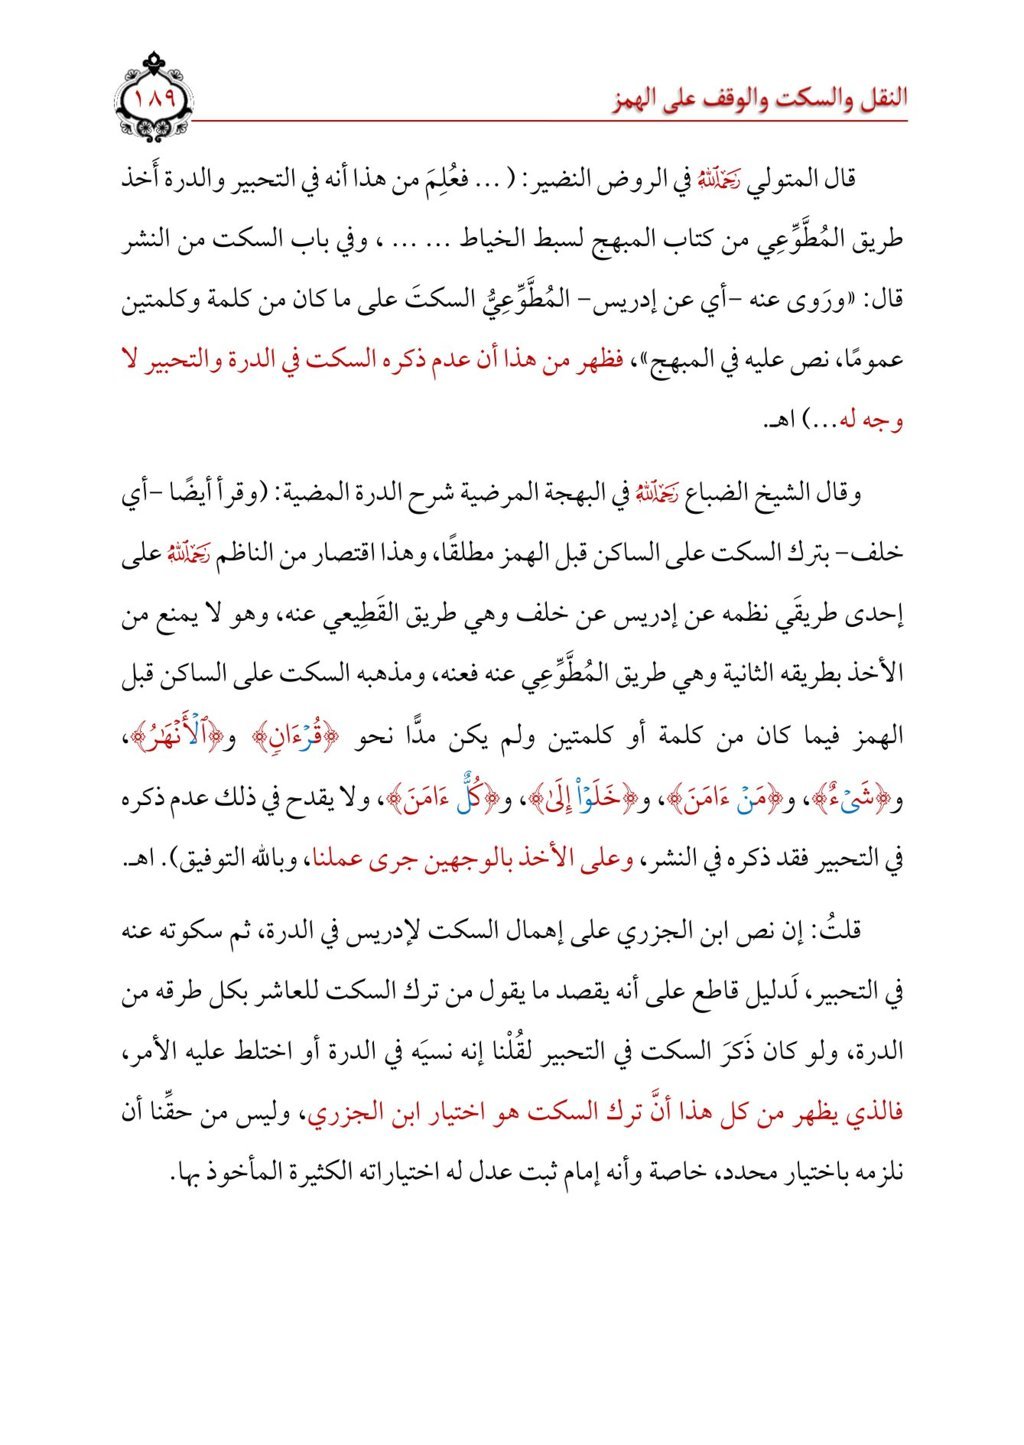 النقل والسكت والوقف على الهمز
١٨٩
قال المتولي رَحِمَهُ ٱللَّهُ في الروض النضير: (... فعُلِمَ من هذا أنه في التحبير والدرة أَخذ
طريق المُطَّوِّعِي من كتاب المبهج لسبط الخياط ... ... ، وفي باب السكت من النشر
قال: «ورَوى عنه –أي عن إدريس– المُطَّوِّعِيُّ السكتَ على ما كان من كلمة وكلمتين
عمومًا، نص عليه في المبهج»، فظهر من هذا أن عدم ذكره السكت في الدرة والتحبير لا
وجه له...) اهـ.
وقال الشيخ الضباع رَحِمَهُ ٱللَّهُ في البهجة المرضية شرح الدرة المضية: (وقرأ أيضًا –أي
خلف– بترك السكت على الساكن قبل الهمز مطلقًا، وهذا اقتصار من الناظم رَحِمَهُ ٱللَّهُ على
إحدى طريقَي نظمه عن إدريس عن خلف وهي طريق القَطِيعي عنه، وهو لا يمنع من
الأخذ بطريقه الثانية وهي طريق المُطَّوِّعِي عنه فعنه، ومذهبه السكت على الساكن قبل
الهمز فيما كان من كلمة أو كلمتين ولم يكن مدًّا نحو ﴿قُرْءَانٖ﴾ و﴿ٱلْأَنْهَٰرُ﴾،
و﴿شَيْءٌ﴾، و﴿مَنْ ءَامَنَ﴾، و﴿خَلَوْاْ إِلَىٰ﴾، و﴿كُلٌّ ءَامَنَ﴾، ولا يقدح في ذلك عدم ذكره
في التحبير فقد ذكره في النشر، وعلى الأخذ بالوجهين جرى عملنا، وبالله التوفيق). اهـ.
قلتُ: إن نص ابن الجزري على إهمال السكت لإدريس في الدرة، ثم سكوته عنه
في التحبير، لَدليل قاطع على أنه يقصد ما يقول من ترك السكت للعاشر بكل طرقه من
الدرة، ولو كان ذَكَرَ السكت في التحبير لقُلْنا إنه نسيَه في الدرة أو اختلط عليه الأمر،
فالذي يظهر من كل هذا أنَّ ترك السكت هو اختيار ابن الجزري، وليس من حقِّنا أن
نلزمه باختيار محدد، خاصة وأنه إمام ثبت عدل له اختياراته الكثيرة المأخوذ بها.